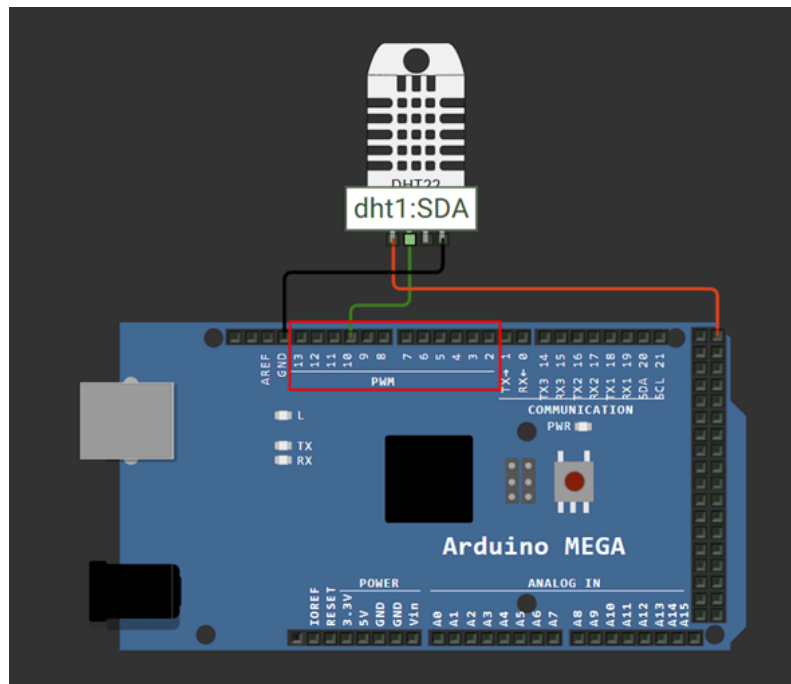 DHT22
dht1:SDA
AREF
GND
13
12
11
10
9
8
7
6
5
4
3
2
TX→ 1
RX← 0
TX3 14
RX3 15
TX2 16
RX2 17
TX1 18
RX1 19
SDA 20
SCL 21
PWM
COMMUNICATION
PWR
L
TX
RX
Arduino MEGA
POWER
ANALOG IN
IOREF
RESET
3.3V
5V
GND
GND
Vin
A0
A1
A2
A3
A4
A5
A6
A7
A8
A9
A10
A11
A12
A13
A14
A15